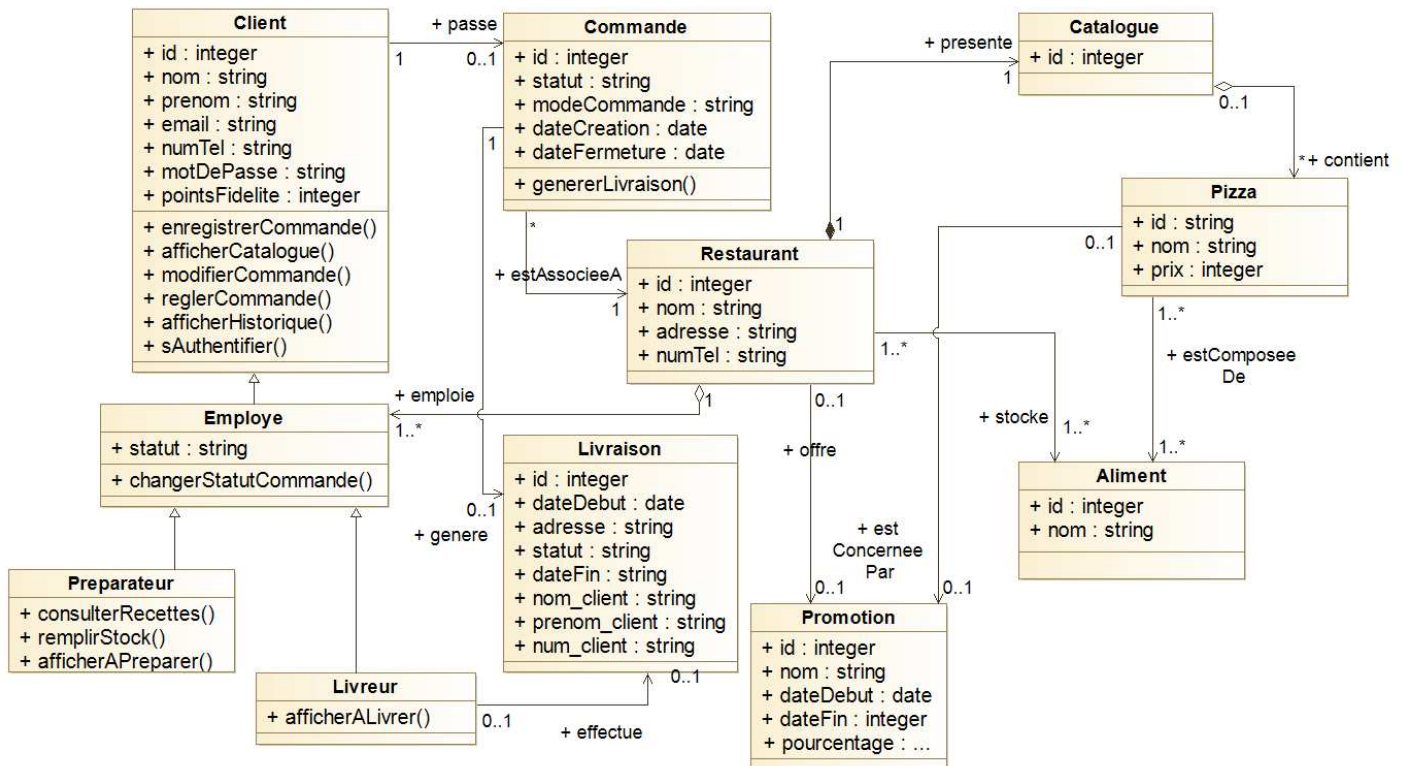 Client
+ id : integer
+ nom : string
+ prenom : string
+ email : string
+ numTel : string
+ motDePasse : string
+ pointsFidelite : integer
+ enregistrerCommande()
+ afficherCatalogue()
+ modifierCommande()
+ reglerCommande()
+ afficherHistorique()
+ sAuthentifier()
+ passe
1
0..1
Commande
+ id : integer
+ statut : string
+ modeCommande : string
+ dateCreation : date
+ dateFermeture : date
+ genererLivraison()
+ presente
1
1
Catalogue
+ id : integer
0..1
* + contient
Pizza
+ id : string
+ nom : string
+ prix : integer
1
*
+ estAssocieeA
1
Restaurant
+ id : integer
+ nom : string
+ adresse : string
+ numTel : string
0..1
1..*
+ estComposee
De
1..*
1..*
+ stocke
1..*
Aliment
+ id : integer
+ nom : string
+ emploie
1
1..*
Employe
+ statut : string
+ changerStatutCommande()
0..1
+ offre
0..1
+ est
Concernee
Par
0..1
0..1
+ genere
Livraison
+ id : integer
+ dateDebut : date
+ adresse : string
+ statut : string
+ dateFin : string
+ nom_client : string
+ prenom_client : string
+ num_client : string
Preparateur
+ consulterRecettes()
+ remplirStock()
+ afficherAPreparer()
Livreur
+ afficherALivrer()
0..1
+ effectue
0..1
Promotion
+ id : integer
+ nom : string
+ dateDebut : date
+ dateFin : integer
+ pourcentage : ...